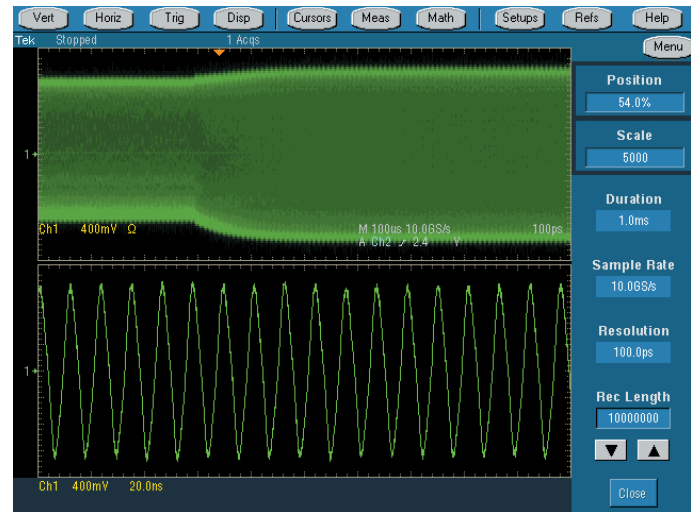 Vert Horiz Trig Disp Cursors Meas Math Setups Refs Help
Tek Stopped 1 Acqs
Menu
Position
54.0%
Scale
5000
1
Duration
1.0ms
Ch1 400mV Ω M 100us 10.0GS/s 100ps
A Ch2 2.4 V
Sample Rate
10.0GS/s
Resolution
100.0ps
1
Rec Length
10000000
Ch1 400mV 20.0ns
Close